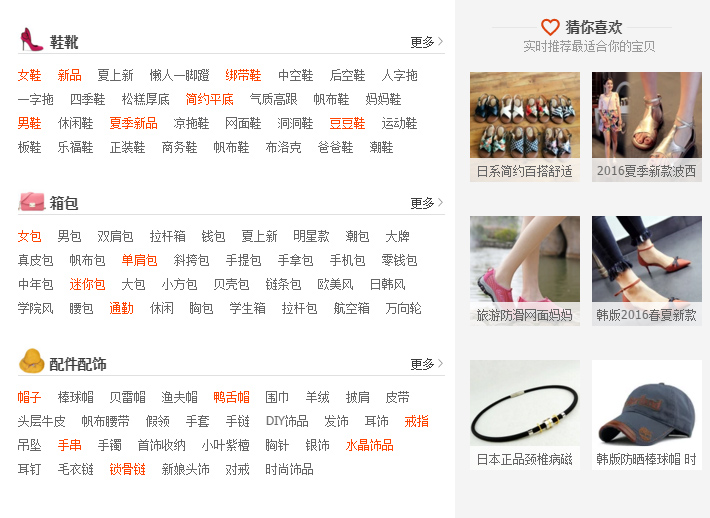 鞋靴 更多
女鞋 新品 夏上新 懒人一脚蹬 绑带鞋 中空鞋 后空鞋 人字拖
一字拖 四季鞋 松糕厚底 简约平底 气质高跟 帆布鞋 妈妈鞋
男鞋 休闲鞋 夏季新品 凉拖鞋 网面鞋 洞洞鞋 豆豆鞋 运动鞋
板鞋 乐福鞋 正装鞋 商务鞋 帆布鞋 布洛克 爸爸鞋 潮鞋
箱包 更多
女包 男包 双肩包 拉杆箱 钱包 夏上新 明星款 潮包 大牌
真皮包 帆布包 单肩包 斜挎包 手提包 手拿包 手机包 零钱包
中年包 迷你包 大包 小方包 贝壳包 链条包 欧美风 日韩风
学院风 腰包 通勤 休闲 胸包 学生箱 拉杆包 航空箱 万向轮
配件配饰 更多
帽子 棒球帽 贝雷帽 渔夫帽 鸭舌帽 围巾 羊绒 披肩 皮带
头层牛皮 帆布腰带 假领 手套 手链 DIY饰品 发饰 耳饰 戒指
吊坠 手串 手镯 首饰收纳 小叶紫檀 胸针 银饰 水晶饰品
耳钉 毛衣链 锁骨链 新娘头饰 对戒 时尚饰品
猜你喜欢
实时推荐最适合你的宝贝
日系简约百搭舒适 2016夏季新款波西
旅游防滑网面妈妈 韩版2016春夏新款
日本正品颈椎病磁 韩版防晒棒球帽 时